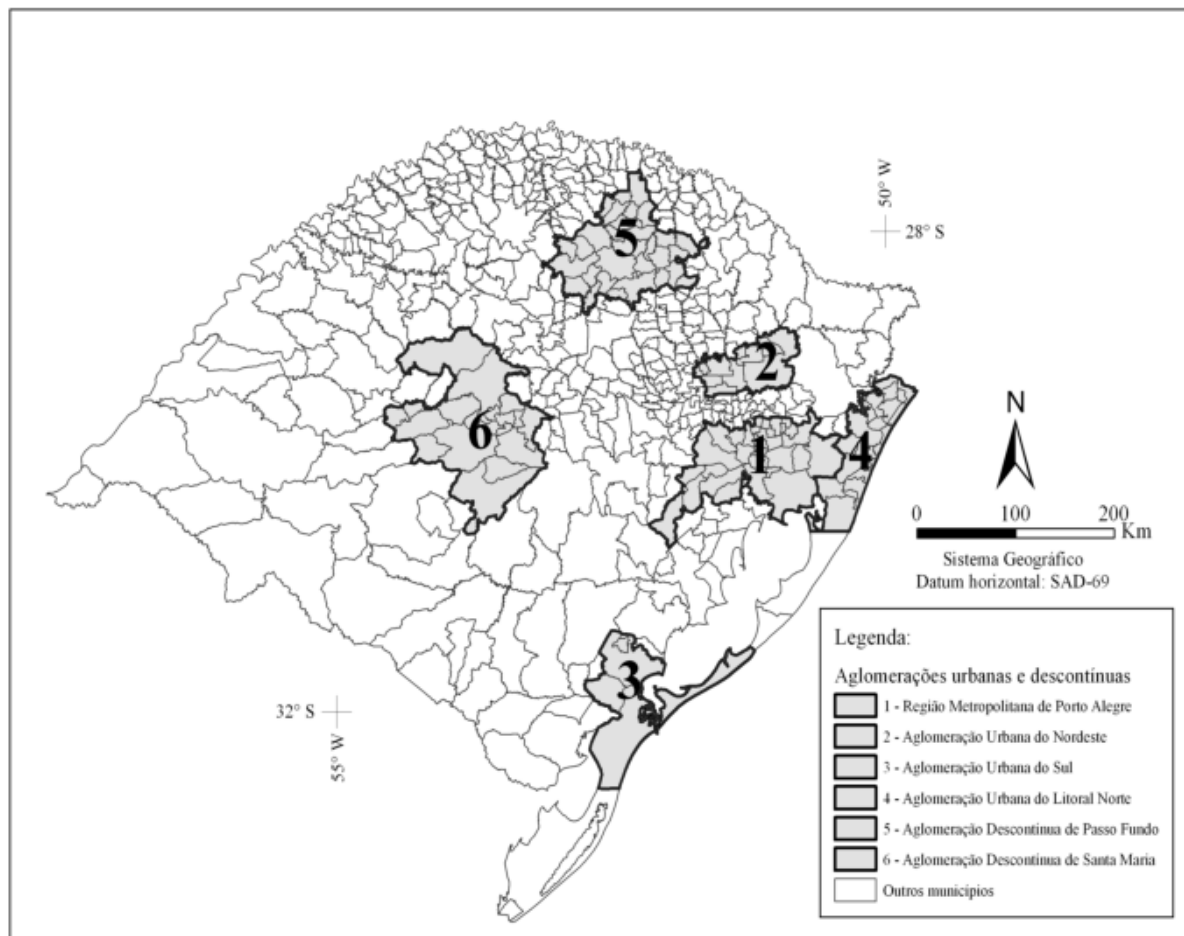 50° W
28° S
5
2
6
1
4
N
0 100 200
Km
Sistema Geográfico
Datum horizontal: SAD-69
3
32° S
55° W
Legenda:
Aglomerações urbanas e descontínuas
1 - Região Metropolitana de Porto Alegre
2 - Aglomeração Urbana do Nordeste
3 - Aglomeração Urbana do Sul
4 - Aglomeração Urbana do Litoral Norte
5 - Aglomeração Descontínua de Passo Fundo
6 - Aglomeração Descontínua de Santa Maria
Outros municípios